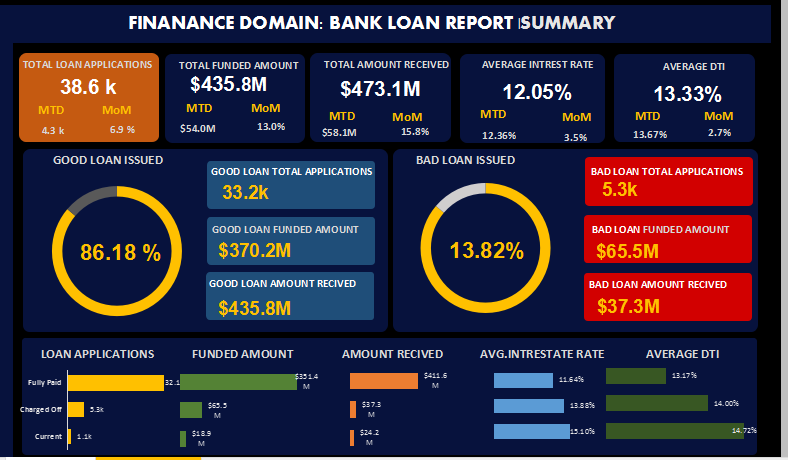 FINANANCE DOMAIN: BANK LOAN REPORT |SUMMARY
TOTAL LOAN APPLICATIONS
38.6 k
MTD MoM
4.3 k 6.9 %
TOTAL FUNDED AMOUNT
$435.8M
MTD MoM
$54.0M 13.0%
TOTAL AMOUNT RECEIVED
$473.1M
MTD MoM
$58.1M 15.8%
AVERAGE INTREST RATE
12.05%
MTD MoM
12.36% 3.5%
AVERAGE DTI
13.33%
MTD MoM
13.67% 2.7%
GOOD LOAN ISSUED
86.18 %
GOOD LOAN TOTAL APPLICATIONS
33.2k
GOOD LOAN FUNDED AMOUNT
$370.2M
GOOD LOAN AMOUNT RECIVED
$435.8M
BAD LOAN ISSUED
13.82%
BAD LOAN TOTAL APPLICATIONS
5.3k
BAD LOAN FUNDED AMOUNT
$65.5M
BAD LOAN AMOUNT RECIVED
$37.3M
LOAN APPLICATIONS
Fully Paid 32.1
Charged Off 5.3k
Current 1.1k
FUNDED AMOUNT
$351.4
M
$65.5
M
$18.9
M
AMOUNT RECIVED
$411.6
M
$37.3
M
$24.2
M
AVG.INTRESTATE RATE
11.64%
13.88%
15.10%
AVERAGE DTI
13.17%
14.00%
14.72%